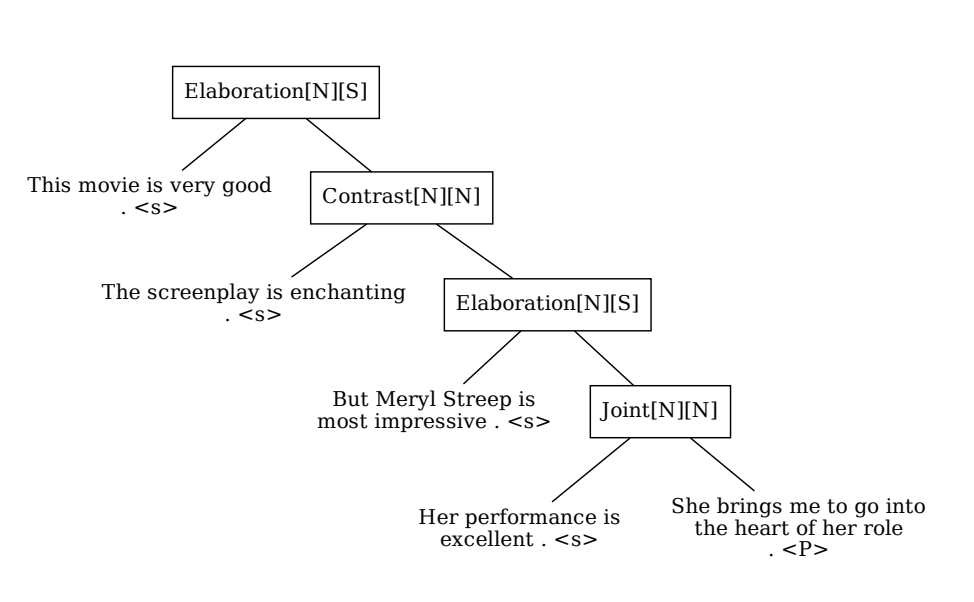 Elaboration[N][S]
This movie is very good
. <s>
Contrast[N][N]
The screenplay is enchanting
. <s>
Elaboration[N][S]
But Meryl Streep is
most impressive . <s>
Joint[N][N]
Her performance is
excellent . <s>
She brings me to go into
the heart of her role
. <P>